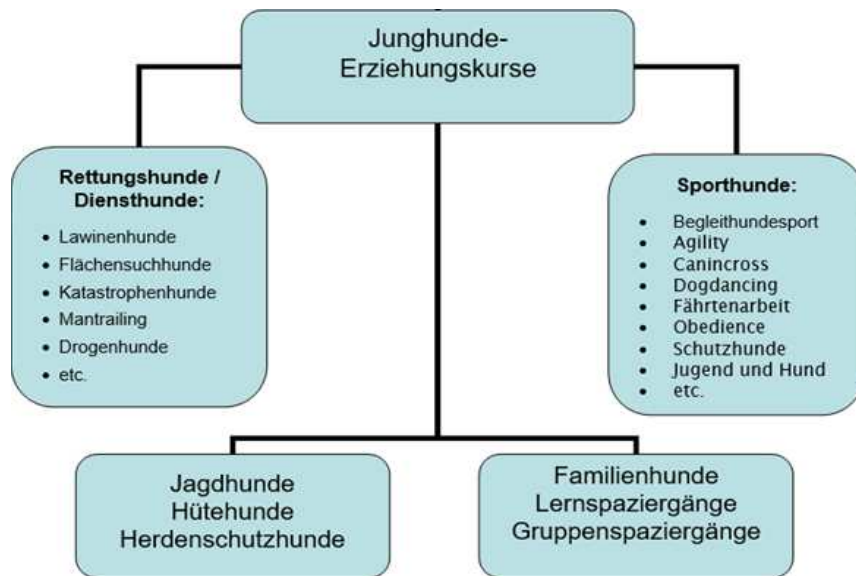 Junghunde-
Erziehungskurse
Rettungshunde /
Diensthunde:
• Lawinenhunde
• Flächensuchhunde
• Katastrophenhunde
• Mantrailing
• Drogenhunde
• etc.
Sporthunde:
• Begleithundesport
• Agility
• Canincross
• Dogdancing
• Fährtenarbeit
• Obedience
• Schutzhunde
• Jugend und Hund
• etc.
Jagdhunde
Hütehunde
Herdenschutzhunde
Familienhunde
Lernspaziergänge
Gruppenspaziergänge